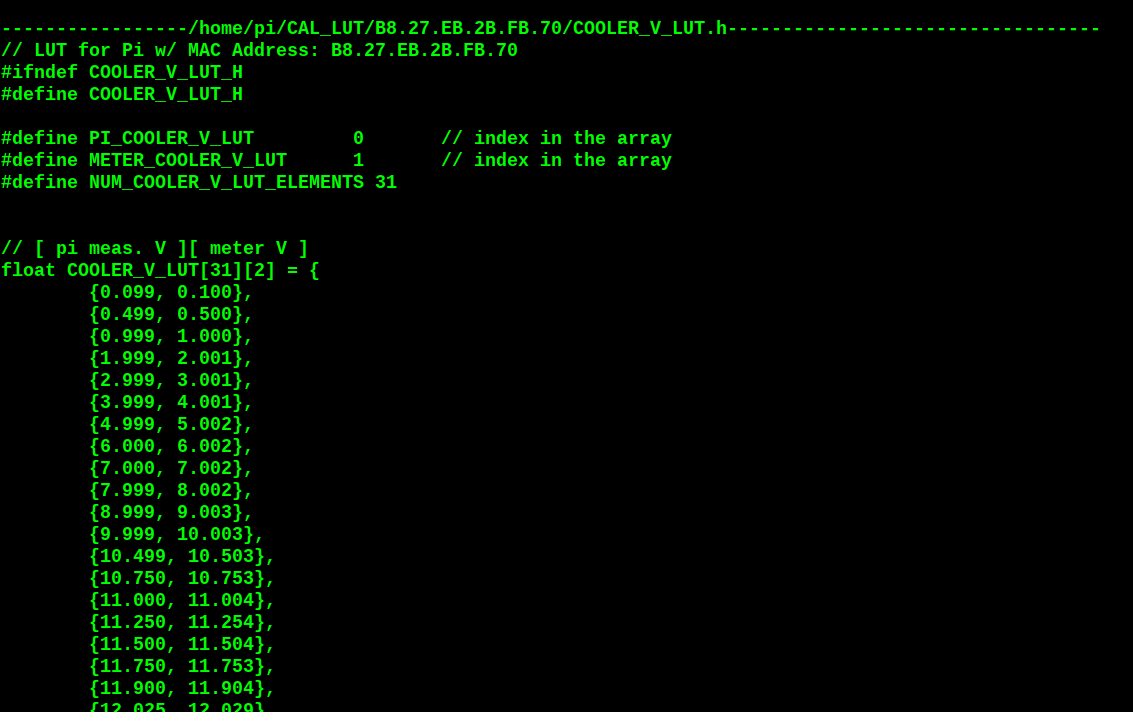 -----------------/home/pi/CAL_LUT/B8.27.EB.2B.FB.70/COOLER_V_LUT.h----------------------------------
// LUT for Pi w/ MAC Address: B8.27.EB.2B.FB.70
#ifndef COOLER_V_LUT_H
#define COOLER_V_LUT_H

#define PI_COOLER_V_LUT         0       // index in the array
#define METER_COOLER_V_LUT      1       // index in the array
#define NUM_COOLER_V_LUT_ELEMENTS 31


// [ pi meas. V ][ meter V ]
float COOLER_V_LUT[31][2] = {
        {0.099, 0.100},
        {0.499, 0.500},
        {0.999, 1.000},
        {1.999, 2.001},
        {2.999, 3.001},
        {3.999, 4.001},
        {4.999, 5.002},
        {6.000, 6.002},
        {7.000, 7.002},
        {7.999, 8.002},
        {8.999, 9.003},
        {9.999, 10.003},
        {10.499, 10.503},
        {10.750, 10.753},
        {11.000, 11.004},
        {11.250, 11.254},
        {11.500, 11.504},
        {11.750, 11.753},
        {11.900, 11.904},
        {12.025, 12.029}